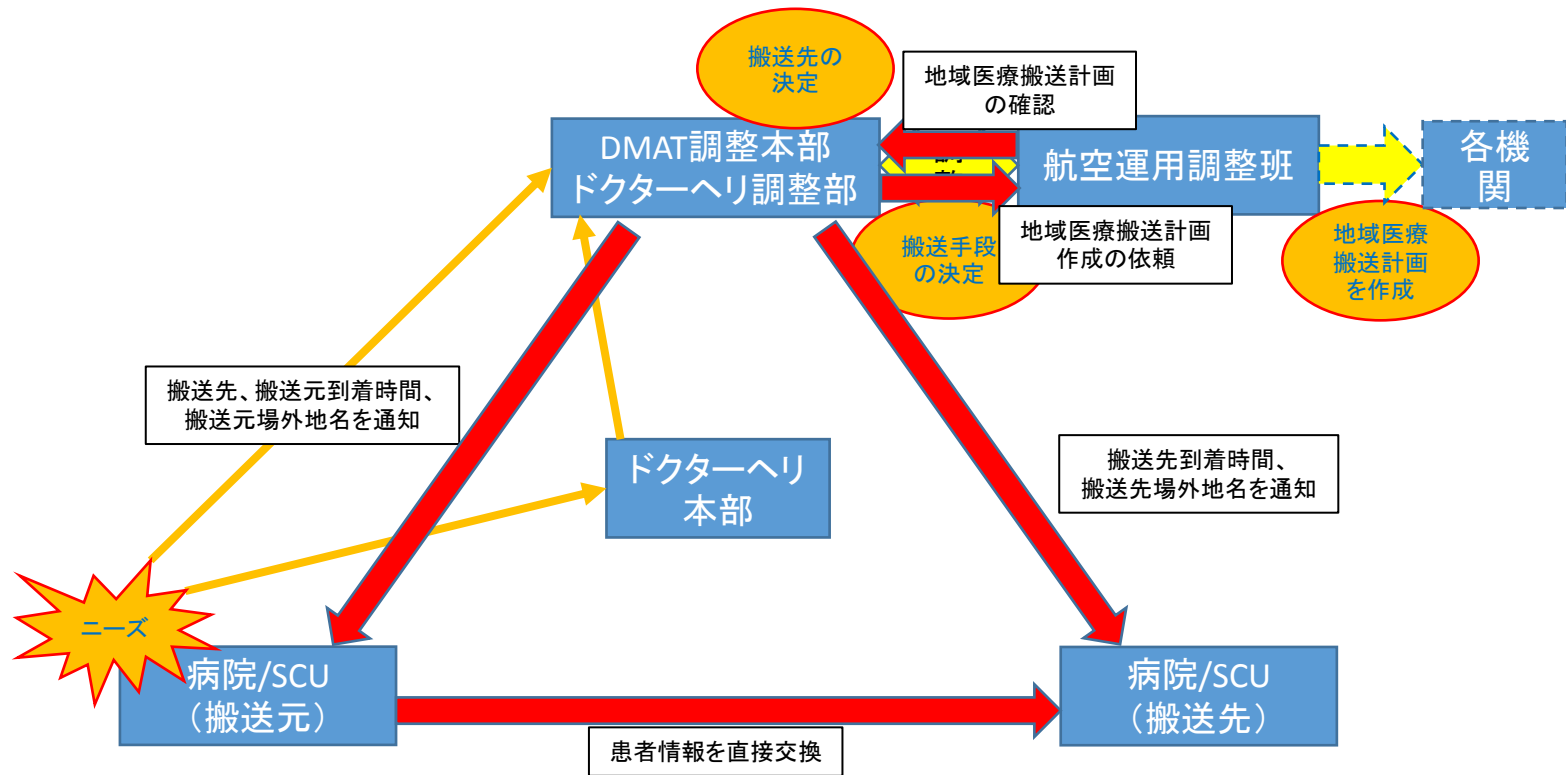 搬送先の
決定
地域医療搬送計画
の確認
DMAT調整本部
ドクターヘリ調整部
航空運用調整班
各機
関
搬送手段
の決定
地域医療搬送計画
作成の依頼
地域医療
搬送計画
を作成
搬送先、搬送元到着時間、
搬送元場外地名を通知
ドクターヘリ
本部
搬送先到着時間、
搬送先場外地名を通知
ニーズ
病院/SCU
（搬送元）
病院/SCU
（搬送先）
患者情報を直接交換